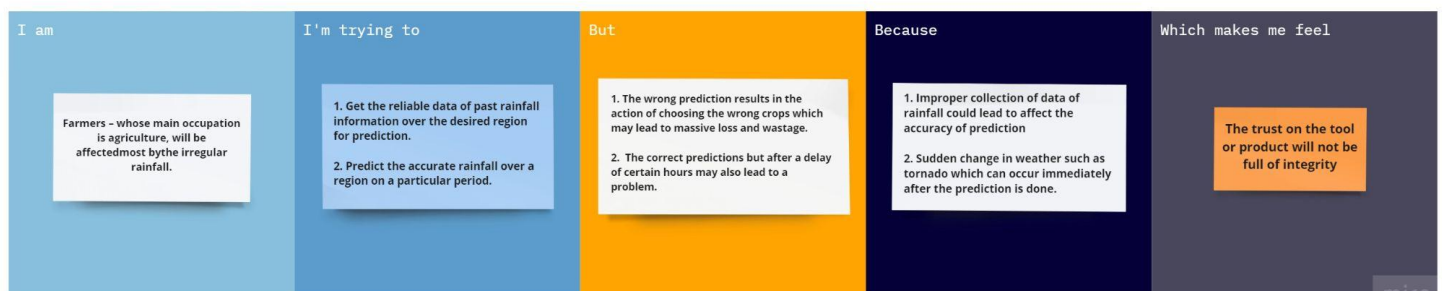 I am
Farmers – whose main occupation
is agriculture, will be
affectedmost bythe irregular
rainfall.
I'm trying to
1. Get the reliable data of past rainfall
information over the desired region
for prediction.
2. Predict the accurate rainfall over a
region on a particular period.
But
1. The wrong prediction results in the
action of choosing the wrong crops which
may lead to massive loss and wastage.
2. The correct predictions but after a delay
of certain hours may also lead to a
problem.
Because
1. Improper collection of data of
rainfall could lead to affect the
accuracy of prediction
2. Sudden change in weather such as
tornado which can occur immediately
after the prediction is done.
Which makes me feel
The trust on the tool
or product will not be
full of integrity